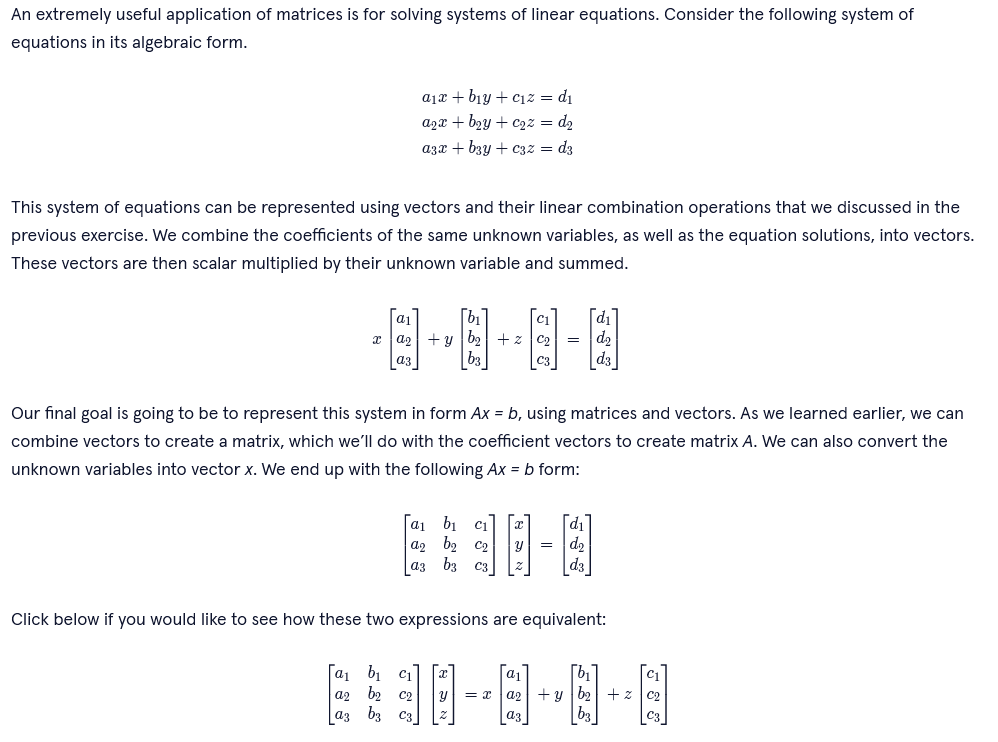 An extremely useful application of matrices is for solving systems of linear equations. Consider the following system of
equations in its algebraic form.
a₁x + b₁y + c₁z = d₁
a₂x + b₂y + c₂z = d₂
a₃x + b₃y + c₃z = d₃
This system of equations can be represented using vectors and their linear combination operations that we discussed in the
previous exercise. We combine the coefficients of the same unknown variables, as well as the equation solutions, into vectors.
These vectors are then scalar multiplied by their unknown variable and summed.
x [a₁ a₂ a₃] + y [b₁ b₂ b₃] + z [c₁ c₂ c₃] = [d₁ d₂ d₃]
Our final goal is going to be to represent this system in form Ax = b, using matrices and vectors. As we learned earlier, we can
combine vectors to create a matrix, which we’ll do with the coefficient vectors to create matrix A. We can also convert the
unknown variables into vector x. We end up with the following Ax = b form:
[a₁ b₁ c₁] [x] [d₁]
[a₂ b₂ c₂] [y] = [d₂]
[a₃ b₃ c₃] [z] [d₃]
Click below if you would like to see how these two expressions are equivalent:
[a₁ b₁ c₁] [x] [a₁] [b₁] [c₁]
[a₂ b₂ c₂] [y] = x [a₂] + y [b₂] + z [c₂]
[a₃ b₃ c₃] [z] [a₃] [b₃] [c₃]